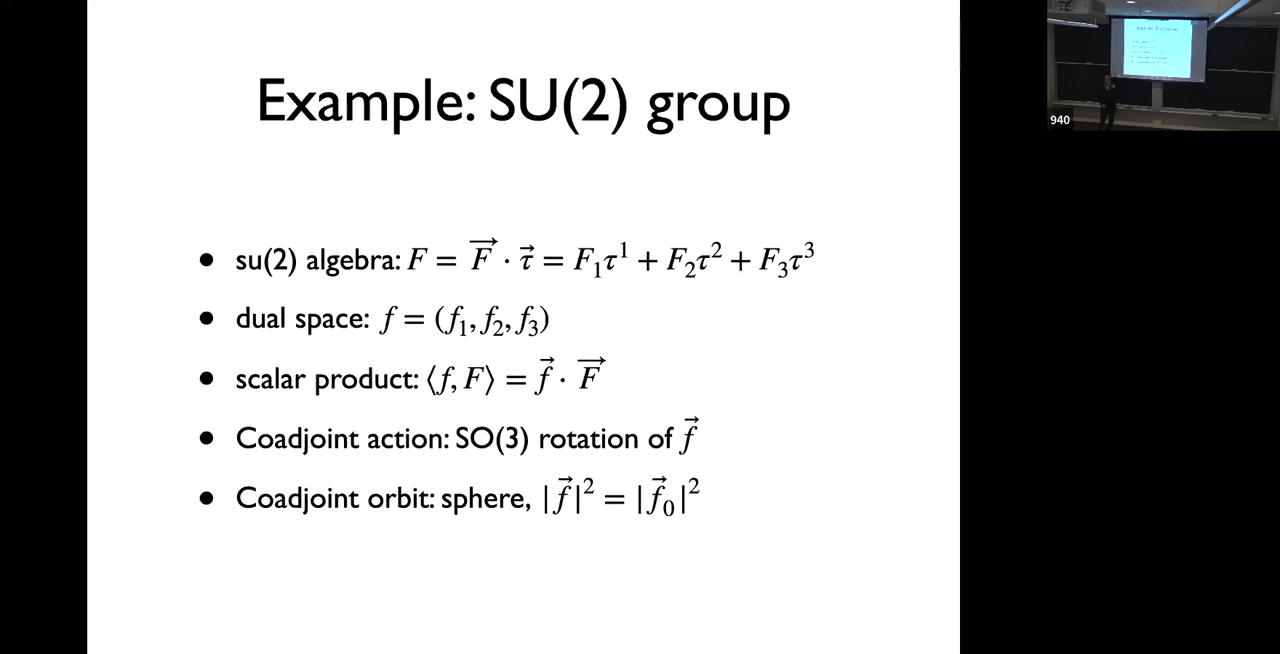 Example: SU(2) group
• su(2) algebra: F = F⃗ · τ⃗ = F₁τ¹ + F₂τ² + F₃τ³
• dual space: f = (f₁, f₂, f₃)
• scalar product: ⟨f, F⟩ = f⃗ · F⃗
• Coadjoint action: SO(3) rotation of f⃗
• Coadjoint orbit: sphere, |f⃗|² = |f⃗₀|²
940